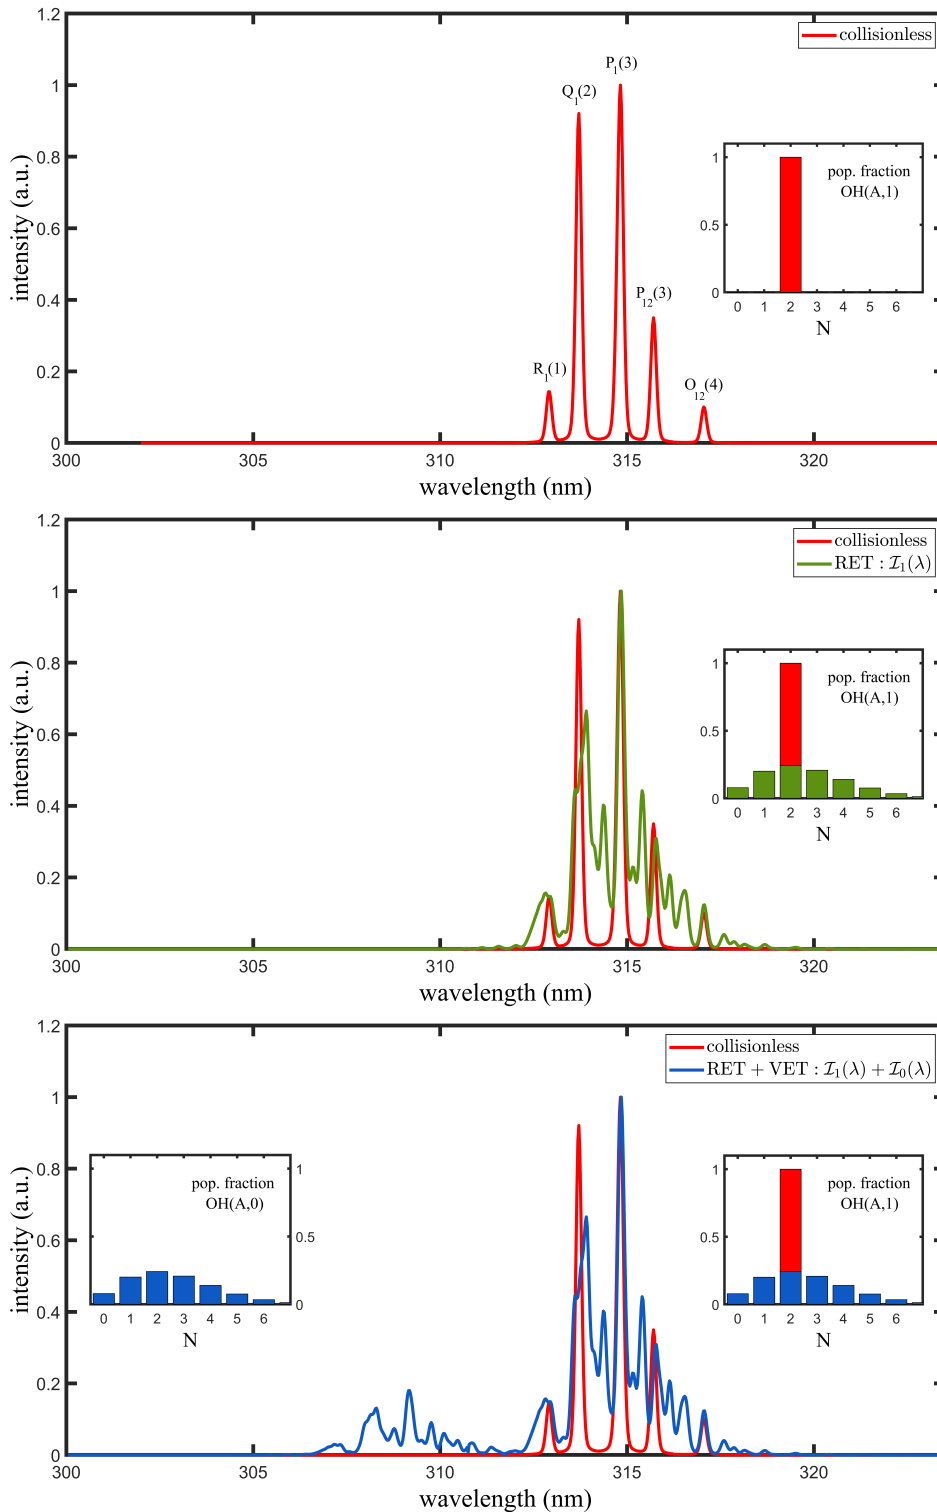 1.2
1
0.8
0.6
0.4
0.2
0
intensity (a.u.)
collisionless
P₁(3)
Q₁(2)
P₁₂(3)
R₁(1)
O₁₂(4)
1
0.5
0
pop. fraction
OH(A,1)
0 1 2 3 4 5 6
N
300 305 310 315 320
wavelength (nm)
1.2
1
0.8
0.6
0.4
0.2
0
intensity (a.u.)
collisionless
RET : 𝓘₁(λ)
1
0.5
0
pop. fraction
OH(A,1)
0 1 2 3 4 5 6
N
300 305 310 315 320
wavelength (nm)
1.2
1
0.8
0.6
0.4
0.2
0
intensity (a.u.)
collisionless
RET + VET : 𝓘₁(λ) + 𝓘₀(λ)
pop. fraction
OH(A,0)
1
0.5
0
0 1 2 3 4 5 6
N
1
0.5
0
pop. fraction
OH(A,1)
0 1 2 3 4 5 6
N
300 305 310 315 320
wavelength (nm)